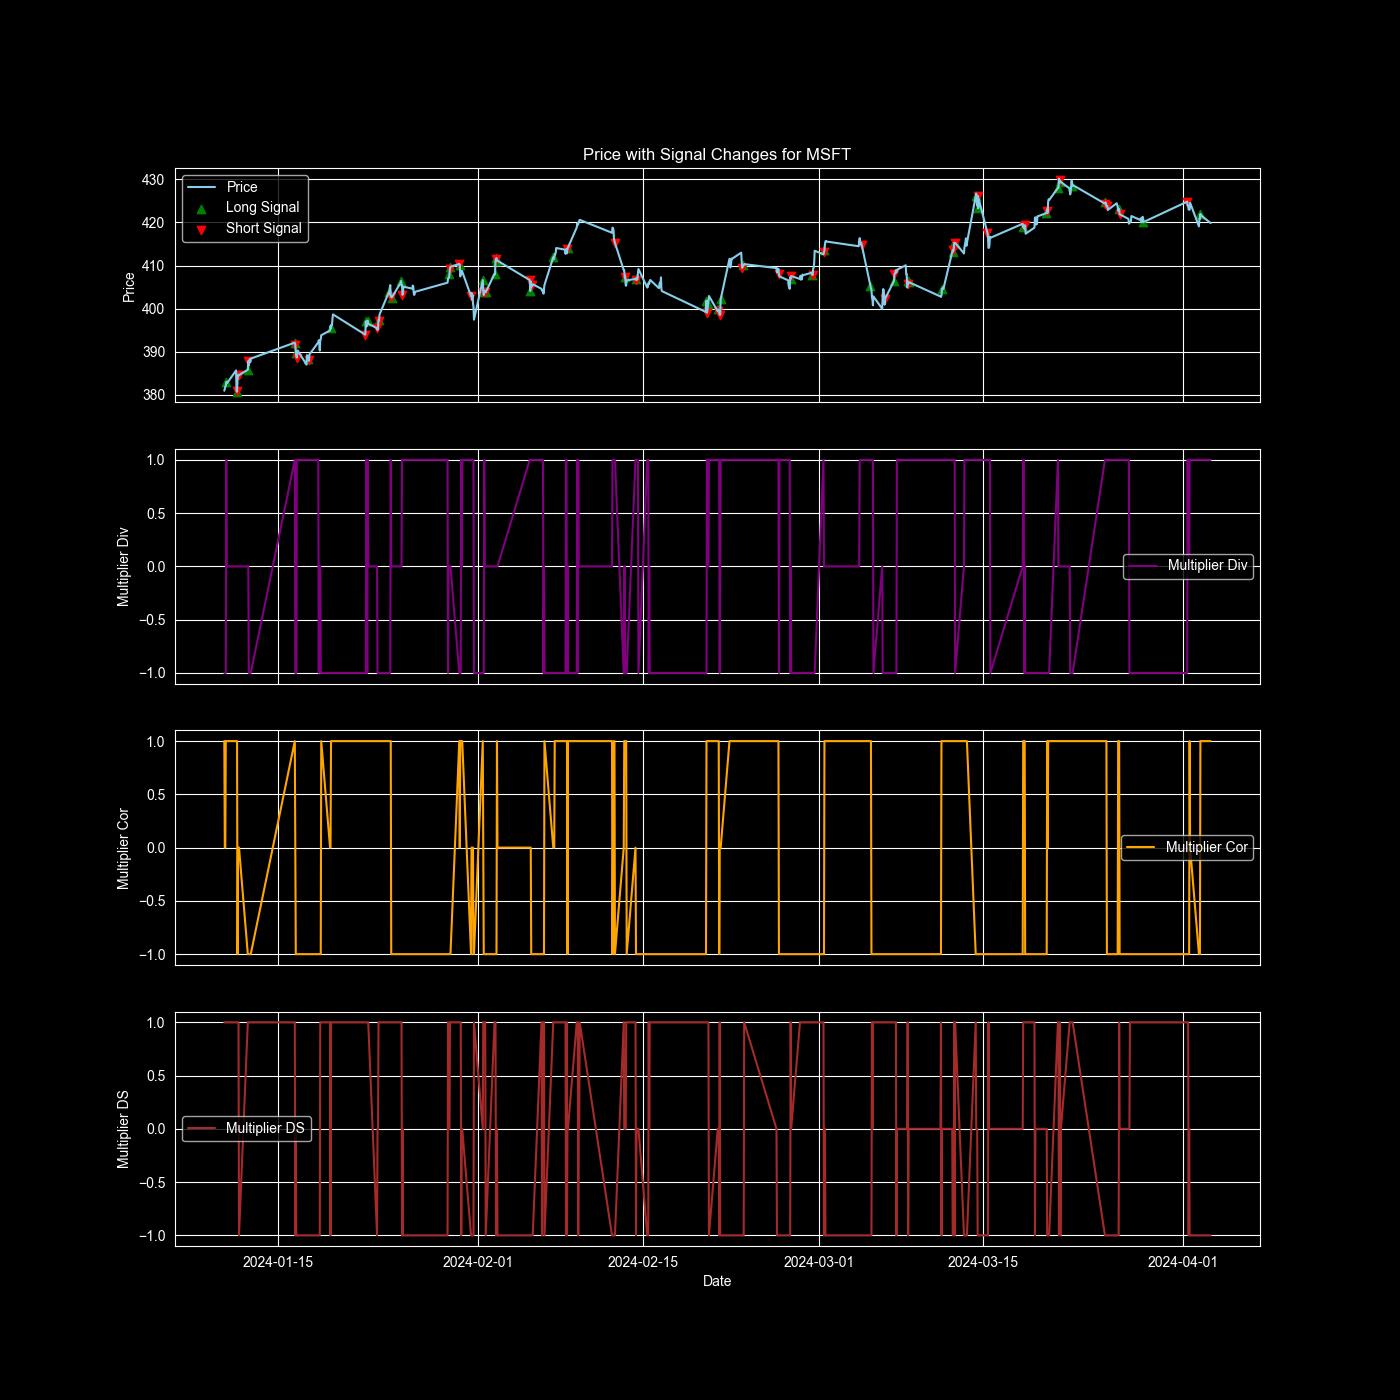 Price with Signal Changes for MSFT
Price
430
420
410
400
390
380
Price
Long Signal
Short Signal
Multiplier Div
1.0
0.5
0.0
−0.5
−1.0
Multiplier Div
Multiplier Cor
1.0
0.5
0.0
−0.5
−1.0
Multiplier Cor
Multiplier DS
1.0
0.5
0.0
−0.5
−1.0
Multiplier DS
2024-01-15 2024-02-01 2024-02-15 2024-03-01 2024-03-15 2024-04-01
Date